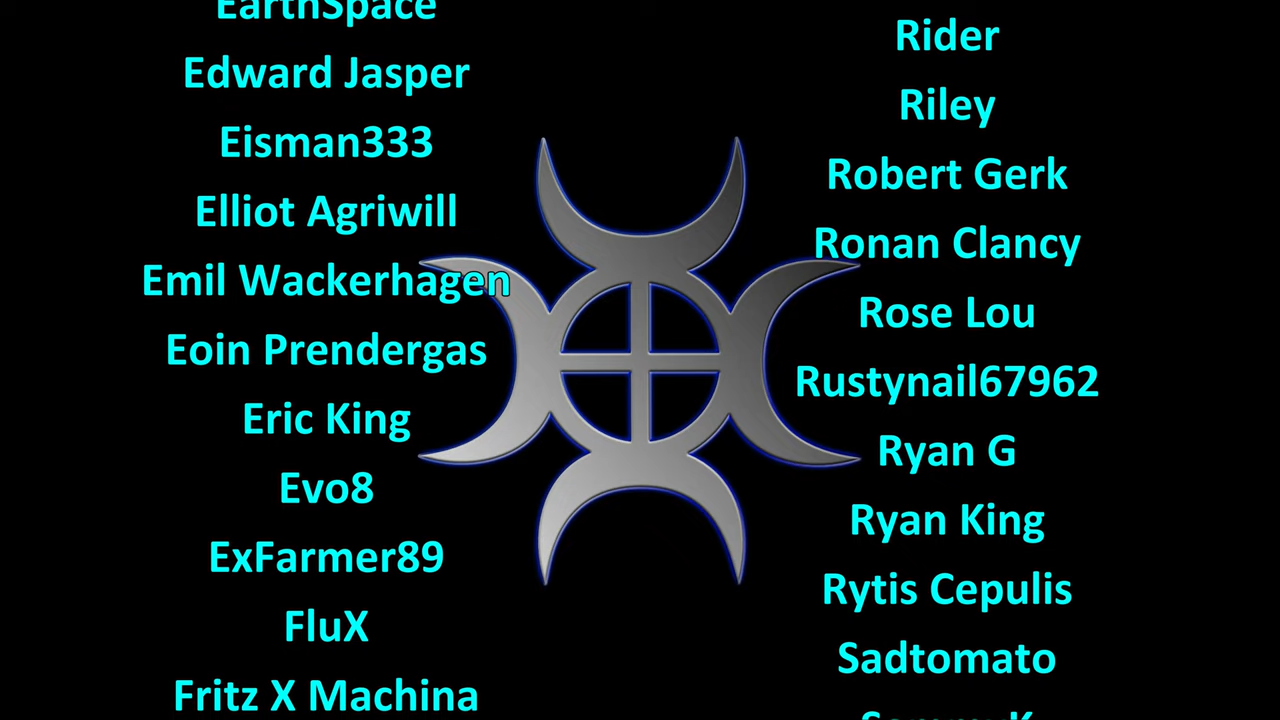 EarthSpace
Edward Jasper
Eisman333
Elliot Agriwill
Emil Wackerhagen
Eoin Prendergas
Eric King
Evo8
ExFarmer89
FluX
Fritz X Machina
Rider
Riley
Robert Gerk
Ronan Clancy
Rose Lou
Rustynail67962
Ryan G
Ryan King
Rytis Cepulis
Sadtomato